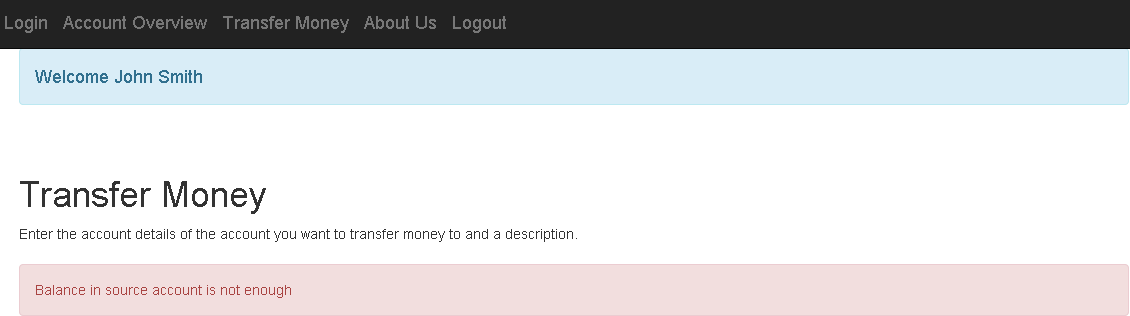 Login Account Overview Transfer Money About Us Logout
Welcome John Smith
Transfer Money
Enter the account details of the account you want to transfer money to and a description.
Balance in source account is not enough